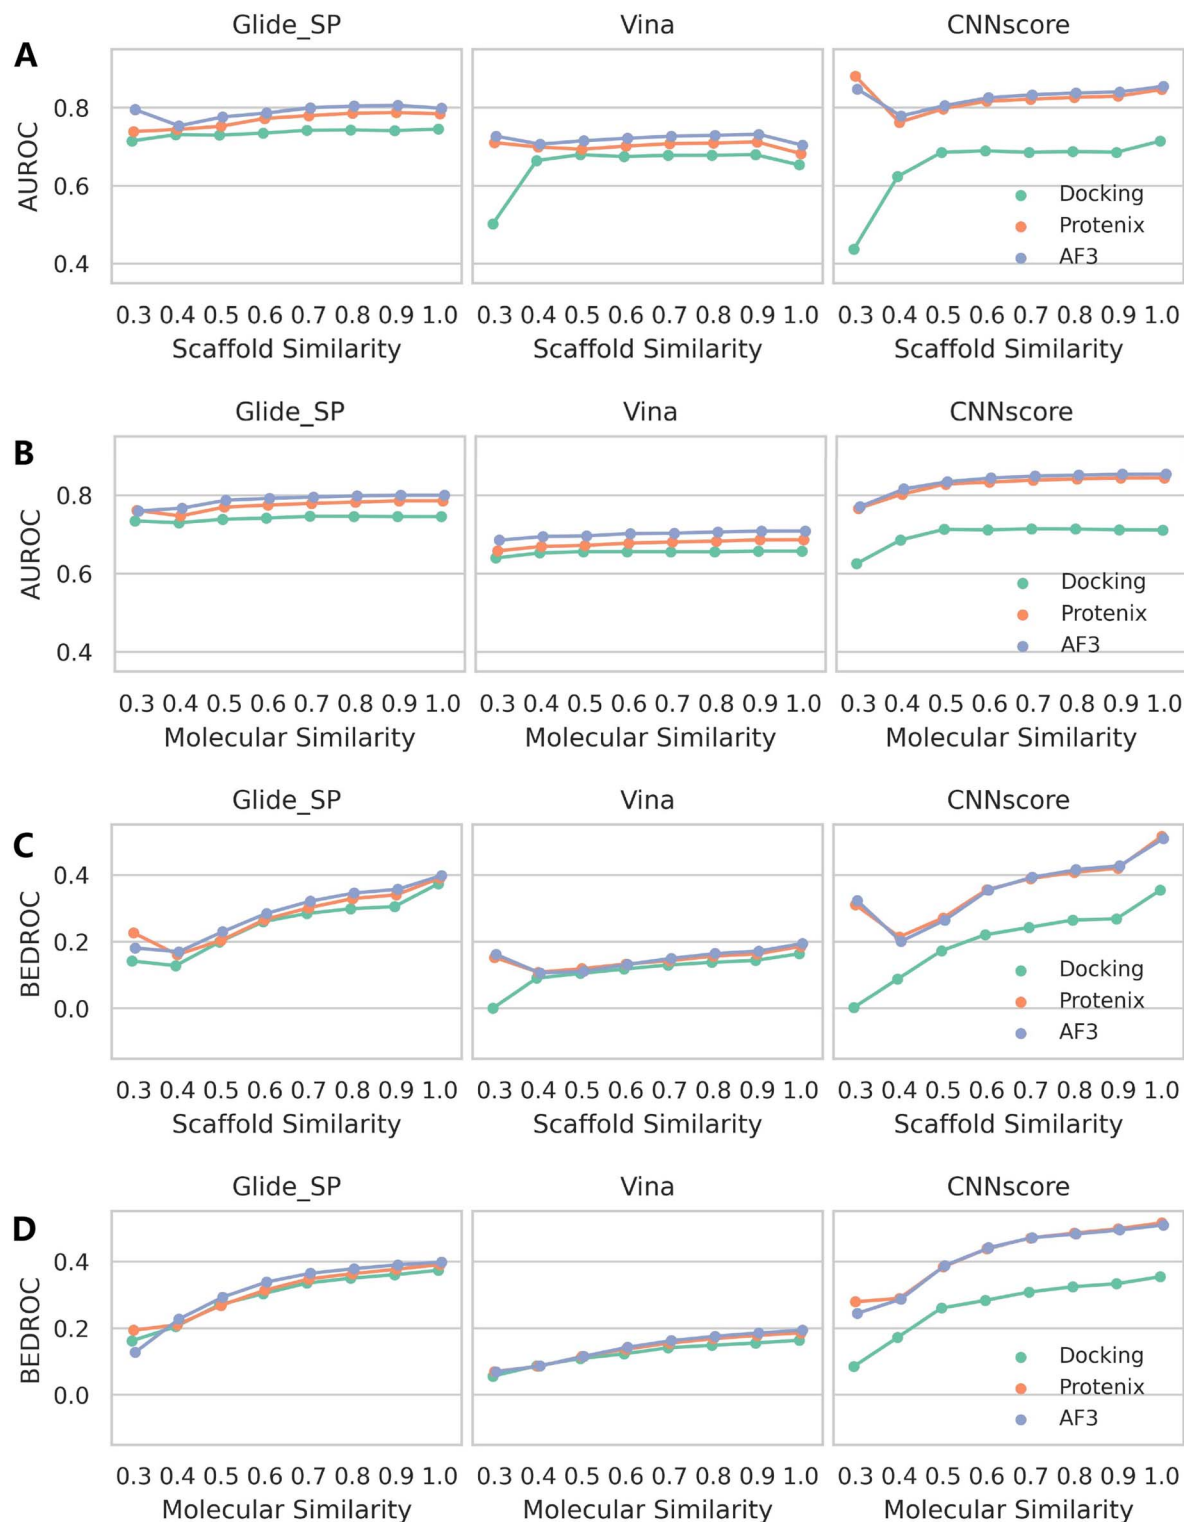 A
Glide_SP Vina CNNscore
AUROC
0.8
0.6
0.4
Docking
Protenix
AF3
0.3 0.4 0.5 0.6 0.7 0.8 0.9 1.0 0.3 0.4 0.5 0.6 0.7 0.8 0.9 1.0 0.3 0.4 0.5 0.6 0.7 0.8 0.9 1.0
Scaffold Similarity Scaffold Similarity Scaffold Similarity
B
Glide_SP Vina CNNscore
AUROC
0.8
0.6
0.4
Docking
Protenix
AF3
0.3 0.4 0.5 0.6 0.7 0.8 0.9 1.0 0.3 0.4 0.5 0.6 0.7 0.8 0.9 1.0 0.3 0.4 0.5 0.6 0.7 0.8 0.9 1.0
Molecular Similarity Molecular Similarity Molecular Similarity
C
Glide_SP Vina CNNscore
BEDROC
0.4
0.2
0.0
Docking
Protenix
AF3
0.3 0.4 0.5 0.6 0.7 0.8 0.9 1.0 0.3 0.4 0.5 0.6 0.7 0.8 0.9 1.0 0.3 0.4 0.5 0.6 0.7 0.8 0.9 1.0
Scaffold Similarity Scaffold Similarity Scaffold Similarity
D
Glide_SP Vina CNNscore
BEDROC
0.4
0.2
0.0
Docking
Protenix
AF3
0.3 0.4 0.5 0.6 0.7 0.8 0.9 1.0 0.3 0.4 0.5 0.6 0.7 0.8 0.9 1.0 0.3 0.4 0.5 0.6 0.7 0.8 0.9 1.0
Molecular Similarity Molecular Similarity Molecular Similarity